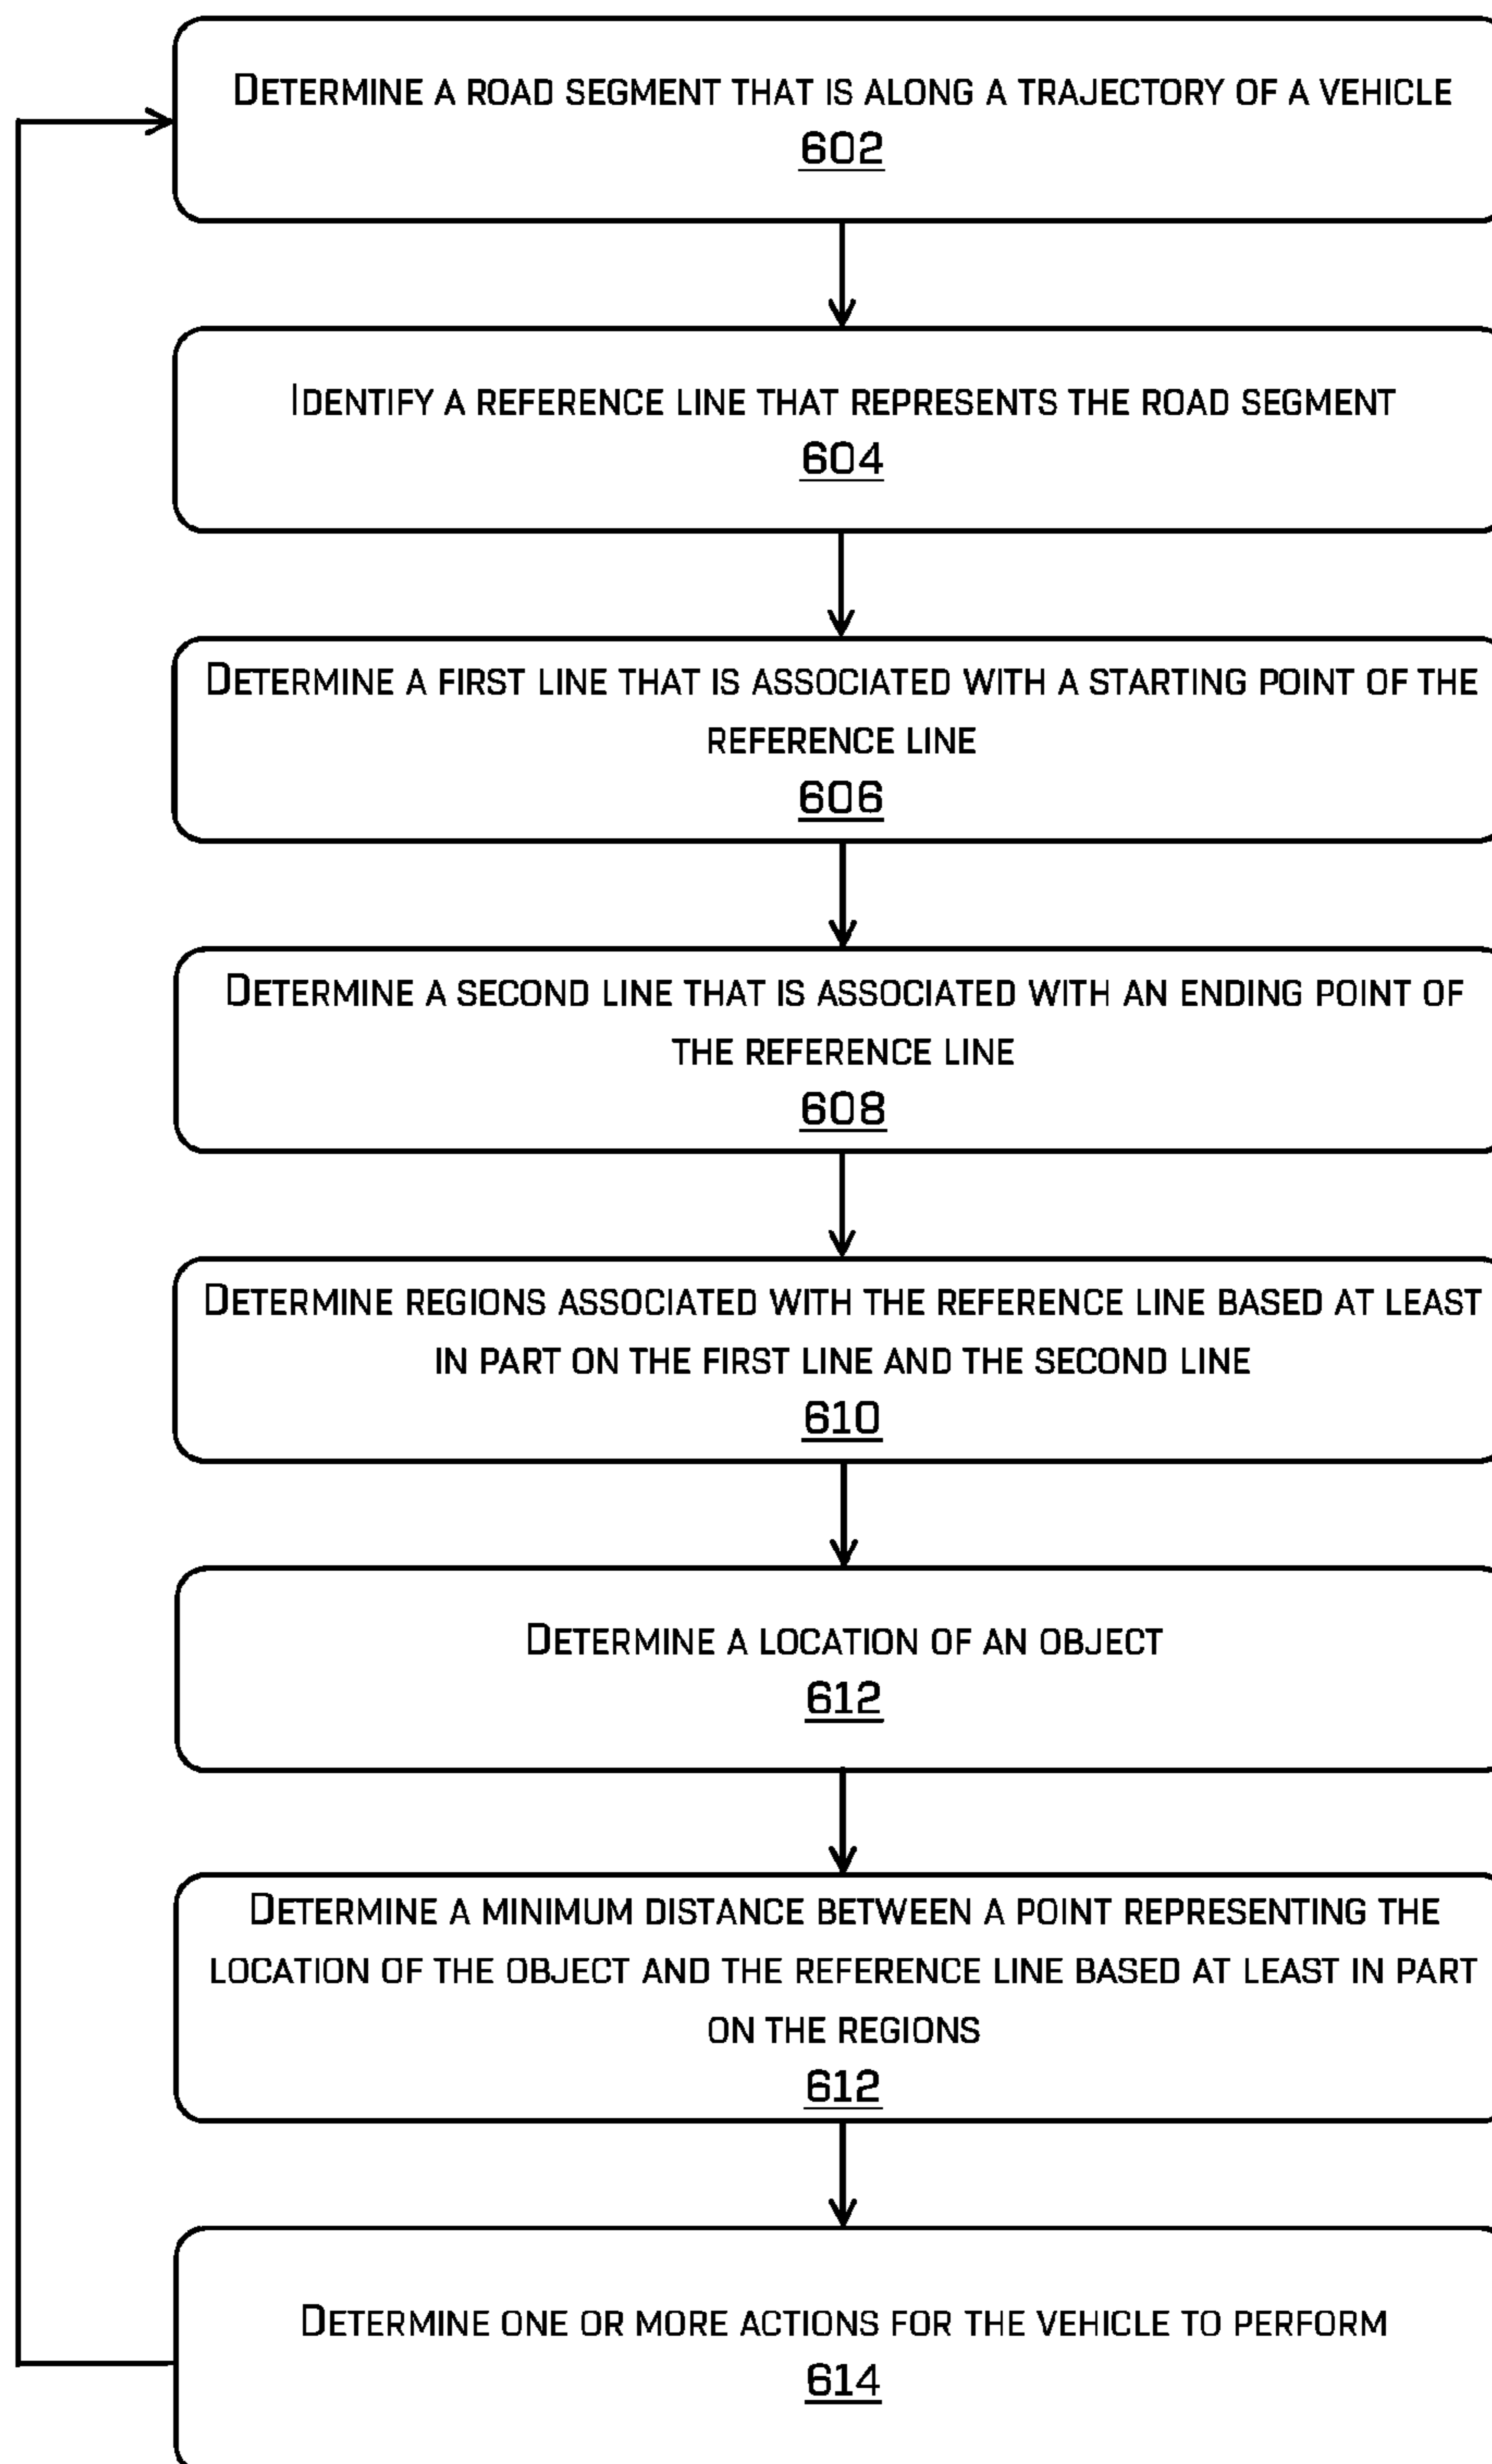 DETERMINE A ROAD SEGMENT THAT IS ALONG A TRAJECTORY OF A VEHICLE
602
IDENTIFY A REFERENCE LINE THAT REPRESENTS THE ROAD SEGMENT
604
DETERMINE A FIRST LINE THAT IS ASSOCIATED WITH A STARTING POINT OF THE
REFERENCE LINE
606
DETERMINE A SECOND LINE THAT IS ASSOCIATED WITH AN ENDING POINT OF
THE REFERENCE LINE
608
DETERMINE REGIONS ASSOCIATED WITH THE REFERENCE LINE BASED AT LEAST
IN PART ON THE FIRST LINE AND THE SECOND LINE
610
DETERMINE A LOCATION OF AN OBJECT
612
DETERMINE A MINIMUM DISTANCE BETWEEN A POINT REPRESENTING THE
LOCATION OF THE OBJECT AND THE REFERENCE LINE BASED AT LEAST IN PART
ON THE REGIONS
612
DETERMINE ONE OR MORE ACTIONS FOR THE VEHICLE TO PERFORM
614